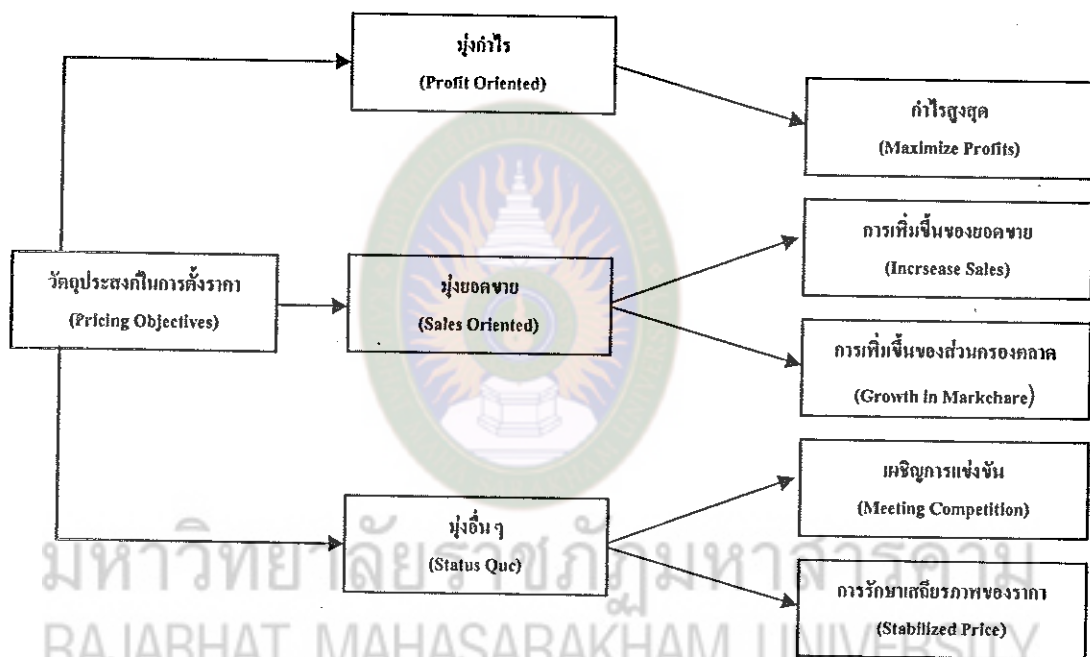 มุ่งกำไร
(Profit Oriented)
กำไรสูงสุด
(Maximize Profits)
การเพิ่มขึ้นของยอดขาย
(Incrsease Sales)
วัตถุประสงค์ในการตั้งราคา
(Pricing Objectives)
มุ่งยอดขาย
(Sales Oriented)
การเพิ่มขึ้นของส่วนครองตลาด
(Growth in Markchare)
เผชิญการแข่งขัน
(Meeting Competition)
มุ่งอื่น ๆ
(Status Quc)
การรักษาเสถียรภาพของราคา
(Stabilized Price)
มหาวิทยาลัยราชภัฏมหาสารคาม
RAJABHAT MAHASARAKHAM UNIVERSITY